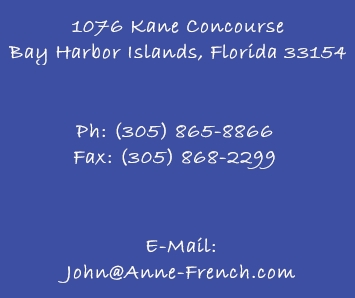 1076 Kane Concourse
Bay Harbor Islands, Florida 33154
Ph: (305) 865-8866
Fax: (305) 868-2299
E-Mail:
John@Anne-French.com